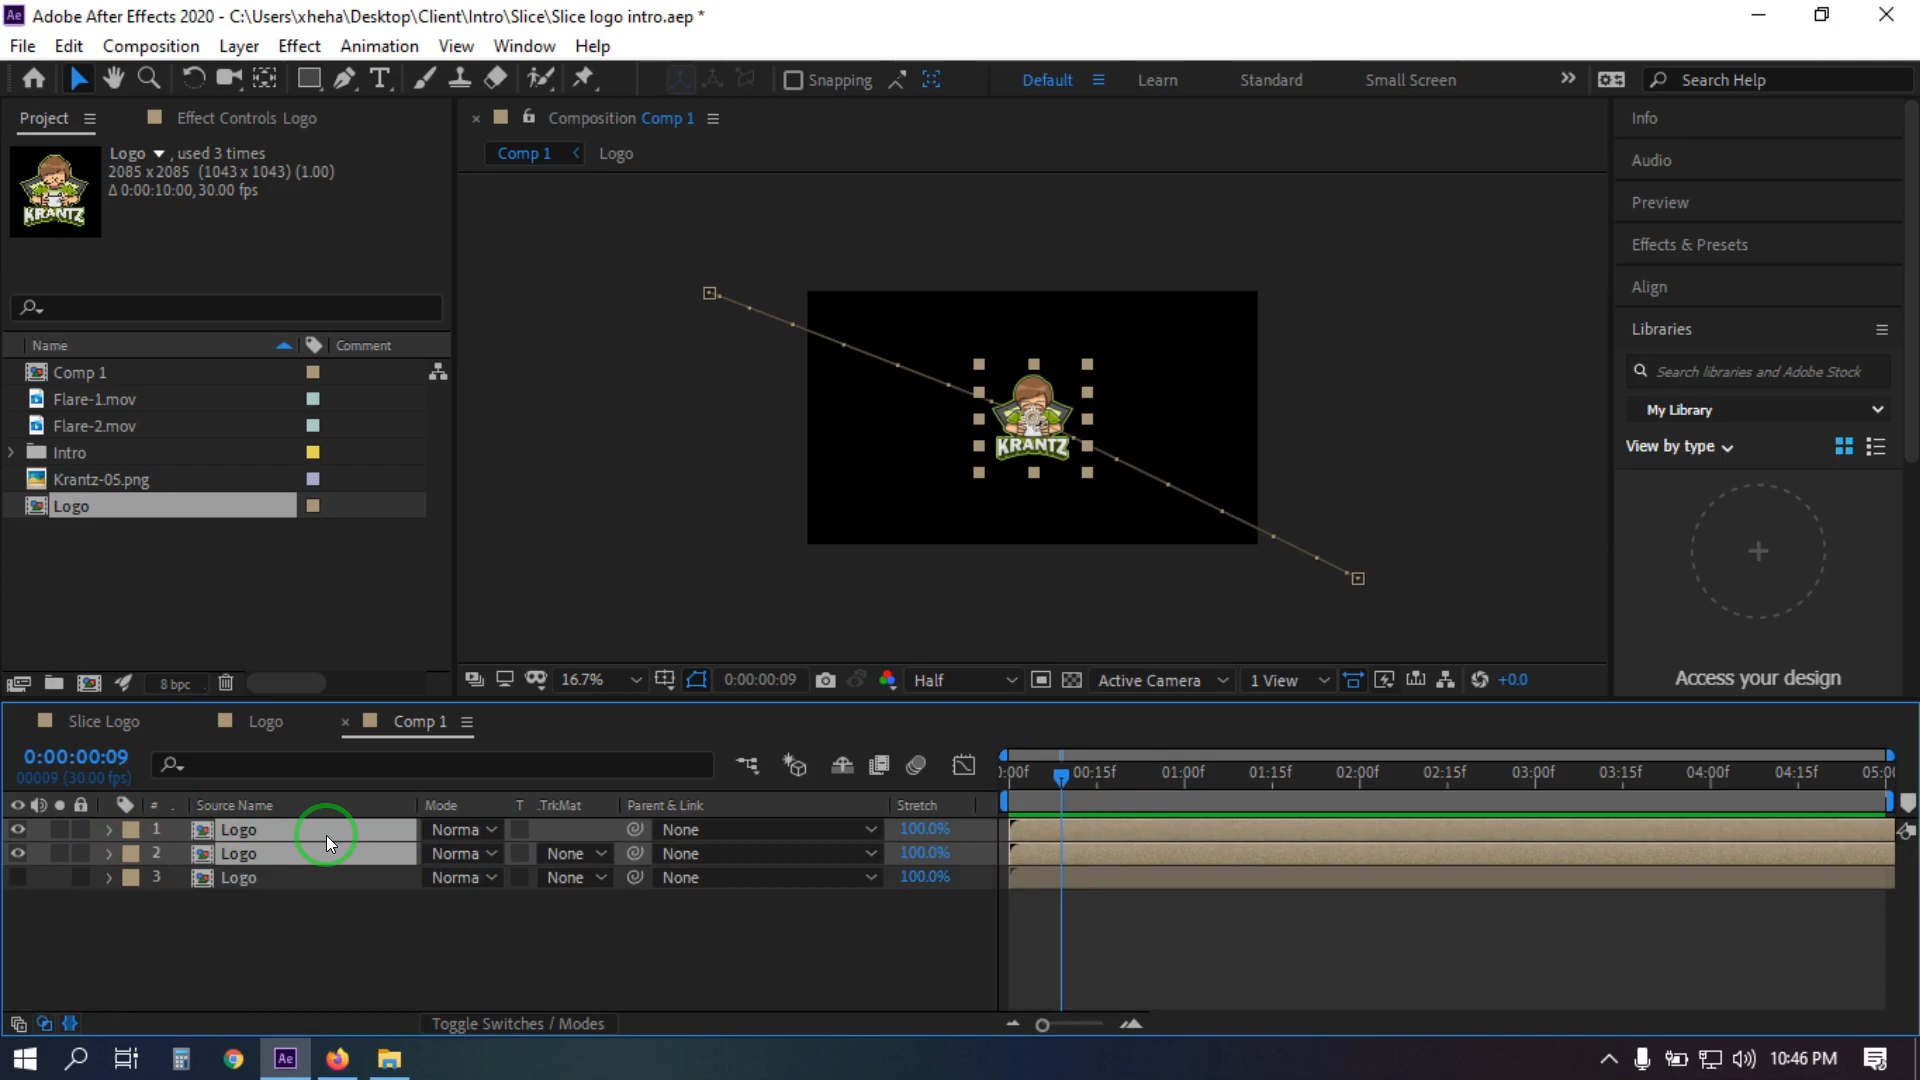 Ae Adobe After Effects 2020 - C:\Users\xheha\Desktop\Client\Intro\Slice\Slice logo intro.aep *
File Edit Composition Layer Effect Animation View Window Help
Snapping Default Learn Standard Small Screen Search Help
Project Effect Controls Logo
Logo , used 3 times
2085 x 2085 (1043 x 1043) (1.00)
Δ 0:00:10:00, 30.00 fps
KRANTZ
Name Comment
Comp 1
Flare-1.mov
Flare-2.mov
Intro
Krantz-05.png
Logo
8 bpc
Composition Comp 1
Comp 1 Logo
KRANTZ
16.7% 0:00:00:09 Half Active Camera 1 View +0.0
Info
Audio
Preview
Effects & Presets
Align
Libraries
Search libraries and Adobe Stock
My Library
View by type
Access your design
Slice Logo Logo Comp 1
0:00:00:09
00009 (30.00 fps)
):00f 00:15f 01:00f 01:15f 02:00f 02:15f 03:00f 03:15f 04:00f 04:15f 05:00
# . Source Name Mode T .TrkMat Parent & Link Stretch
1 Logo Norma None 100.0%
2 Logo Norma None None 100.0%
3 Logo Norma None None 100.0%
Toggle Switches / Modes
Ae 10:46 PM